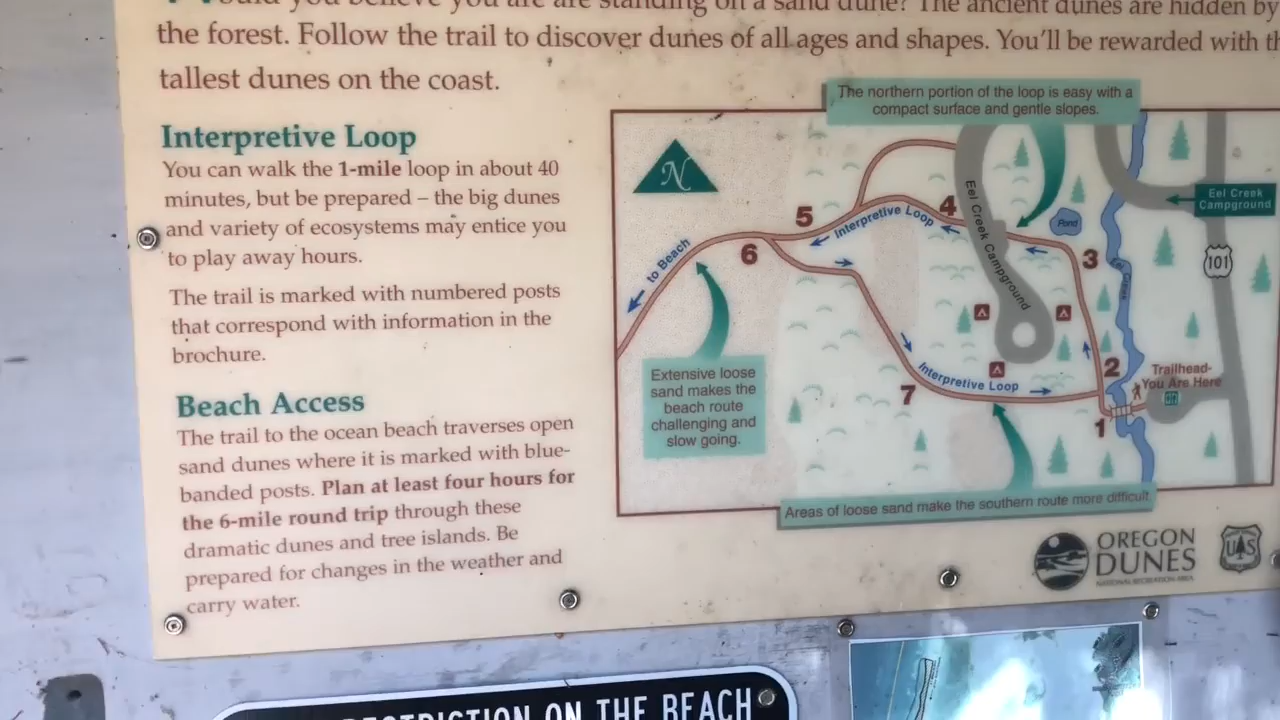 ould you believe you are are standing on a sand dune? The ancient dunes are hidden by
the forest. Follow the trail to discover dunes of all ages and shapes. You'll be rewarded with th
tallest dunes on the coast.
Interpretive Loop
You can walk the 1-mile loop in about 40
minutes, but be prepared – the big dunes
and variety of ecosystems may entice you
to play away hours.
The trail is marked with numbered posts
that correspond with information in the
brochure.
Beach Access
The trail to the ocean beach traverses open
sand dunes where it is marked with blue-
banded posts. Plan at least four hours for
the 6-mile round trip through these
dramatic dunes and tree islands. Be
prepared for changes in the weather and
carry water.
The northern portion of the loop is easy with a
compact surface and gentle slopes.
N
Eel Creek
Campground
101
Eel Creek Campground
Pond
Interpretive Loop
to Beach
5
4
6
3
Extensive loose
sand makes the
beach route
challenging and
slow going.
Interpretive Loop
7
2
1
Trailhead-
You Are Here
Areas of loose sand make the southern route more difficult.
OREGON
DUNES
NATIONAL RECREATION AREA
UAS
RESTRICTION ON THE BEACH